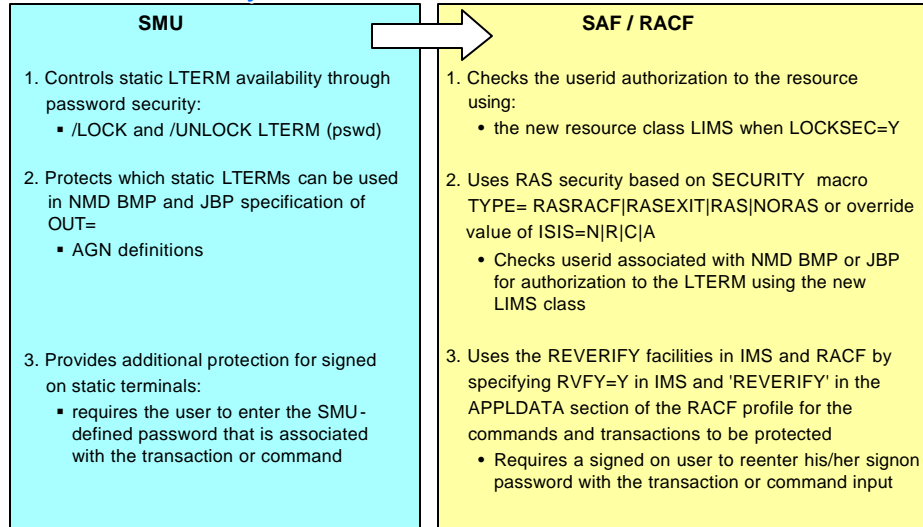 SMU
1. Controls static LTERM availability through
password security:
▪ /LOCK and /UNLOCK LTERM (pswd)
2. Protects which static LTERMs can be used
in NMD BMP and JBP specification of
OUT=
▪ AGN definitions
3. Provides additional protection for signed
on static terminals:
▪ requires the user to enter the SMU-
defined password that is associated
with the transaction or command
SAF / RACF
1. Checks the userid authorization to the resource
using:
• the new resource class LIMS when LOCKSEC=Y
2. Uses RAS security based on SECURITY macro
TYPE= RASRACF|RASEXIT|RAS|NORAS or override
value of ISIS=N|R|C|A
• Checks userid associated with NMD BMP or JBP
for authorization to the LTERM using the new
LIMS class
3. Uses the REVERIFY facilities in IMS and RACF by
specifying RVFY=Y in IMS and 'REVERIFY' in the
APPLDATA section of the RACF profile for the
commands and transactions to be protected
• Requires a signed on user to reenter his/her signon
password with the transaction or command input